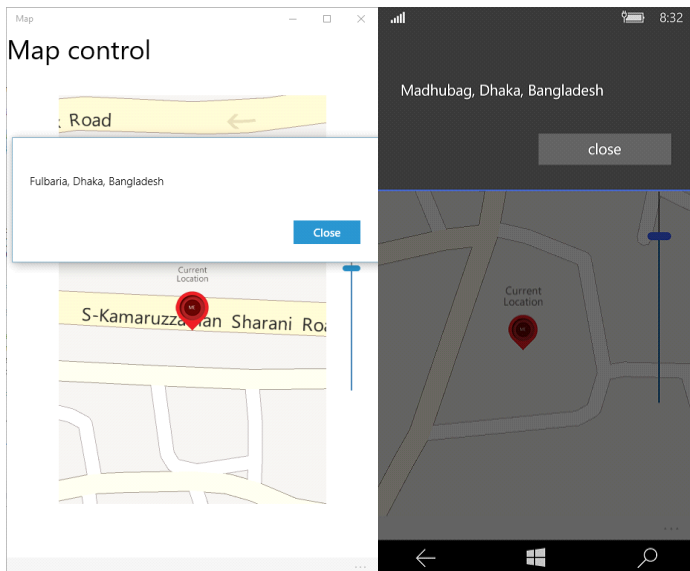 Map
Map control
k Road
Fulbaria, Dhaka, Bangladesh
Close
Current
Location
S-Kamaruzzaman Sharani Roa
8:32
Madhubag, Dhaka, Bangladesh
close
Current
Location